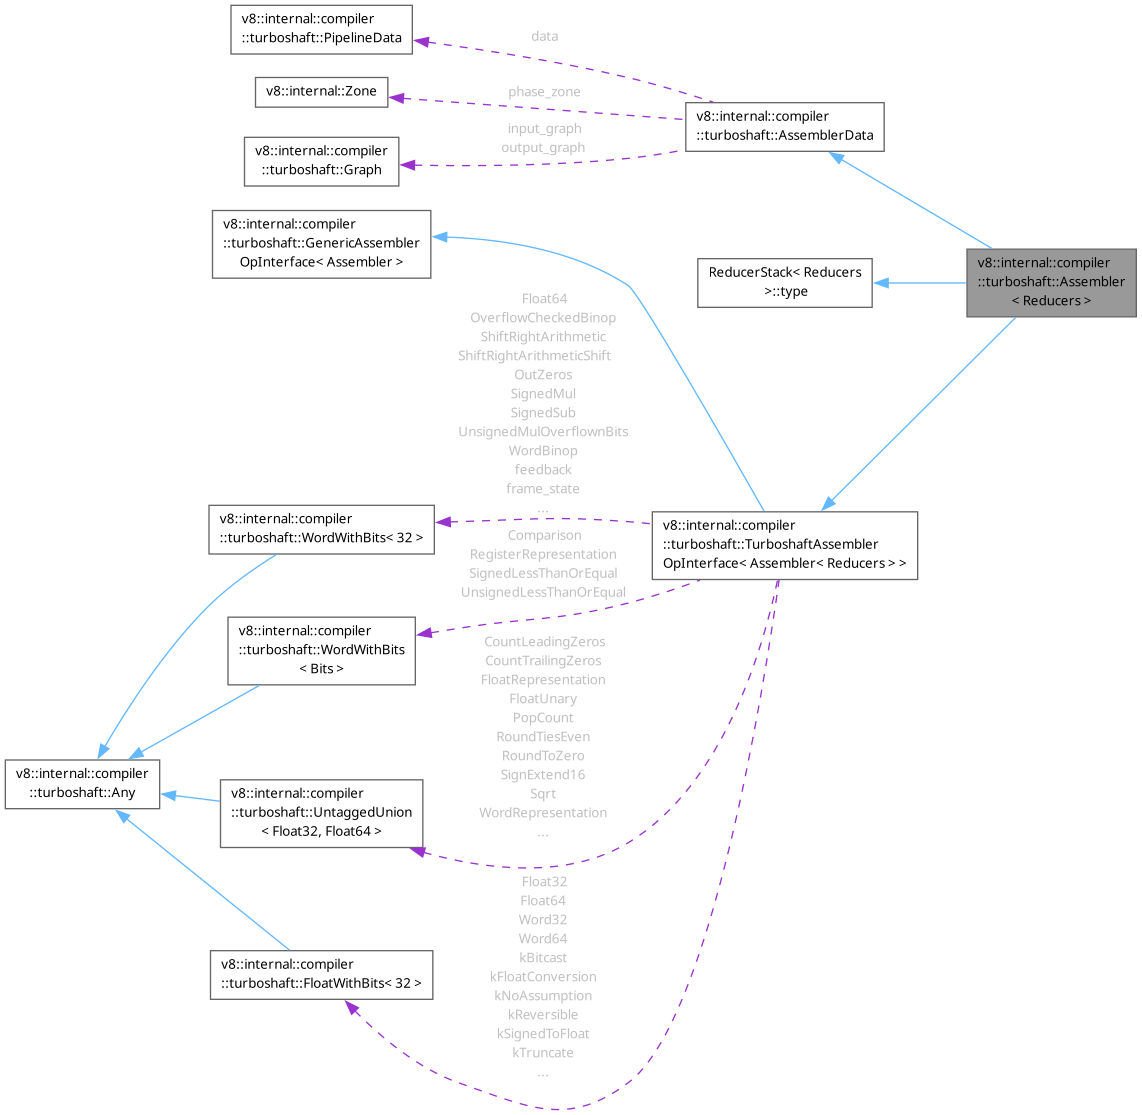 v8::internal::compiler
::turboshaft::PipelineData
data
v8::internal::Zone
phase_zone
v8::internal::compiler
::turboshaft::AssemblerData
input_graph
output_graph
v8::internal::compiler
::turboshaft::Graph
v8::internal::compiler
::turboshaft::GenericAssembler
OpInterface< Assembler >
ReducerStack< Reducers
>::type
v8::internal::compiler
::turboshaft::Assembler
< Reducers >
Float64
OverflowCheckedBinop
ShiftRightArithmetic
ShiftRightArithmeticShift
OutZeros
SignedMul
SignedSub
UnsignedMulOverflownBits
WordBinop
feedback
frame_state
...
v8::internal::compiler
::turboshaft::WordWithBits< 32 >
v8::internal::compiler
::turboshaft::TurboshaftAssembler
OpInterface< Assembler< Reducers > >
Comparison
RegisterRepresentation
SignedLessThanOrEqual
UnsignedLessThanOrEqual
v8::internal::compiler
::turboshaft::WordWithBits
< Bits >
CountLeadingZeros
CountTrailingZeros
FloatRepresentation
FloatUnary
PopCount
RoundTiesEven
RoundToZero
SignExtend16
Sqrt
WordRepresentation
...
v8::internal::compiler
::turboshaft::Any
v8::internal::compiler
::turboshaft::UntaggedUnion
< Float32, Float64 >
Float32
Float64
Word32
Word64
kBitcast
kFloatConversion
kNoAssumption
kReversible
kSignedToFloat
kTruncate
...
v8::internal::compiler
::turboshaft::FloatWithBits< 32 >